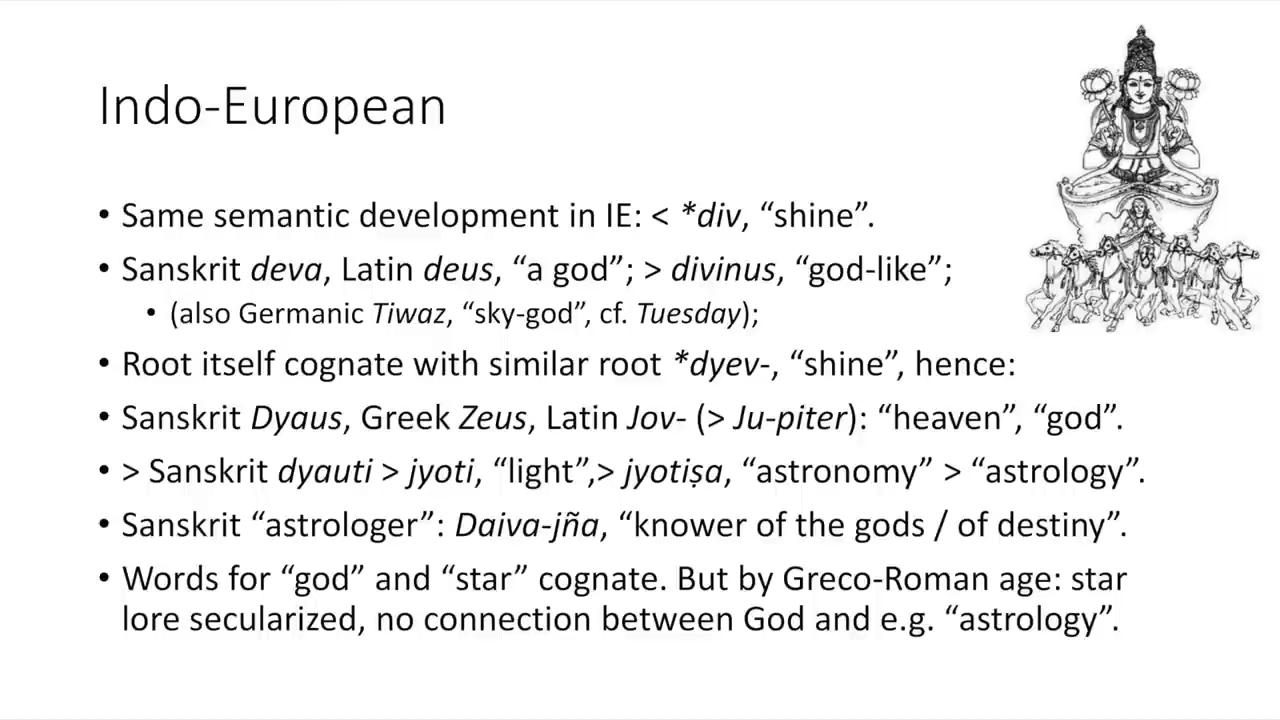 Indo-European
• Same semantic development in IE: < *div, “shine”.
• Sanskrit deva, Latin deus, “a god”; > divinus, “god-like”;
• (also Germanic Tiwaz, “sky-god”, cf. Tuesday);
• Root itself cognate with similar root *dyev-, “shine”, hence:
• Sanskrit Dyaus, Greek Zeus, Latin Jov- (> Ju-piter): “heaven”, “god”.
• > Sanskrit dyauti > jyoti, “light”,> jyotiṣa, “astronomy” > “astrology”.
• Sanskrit “astrologer”: Daiva-jña, “knower of the gods / of destiny”.
• Words for “god” and “star” cognate. But by Greco-Roman age: star
lore secularized, no connection between God and e.g. “astrology”.